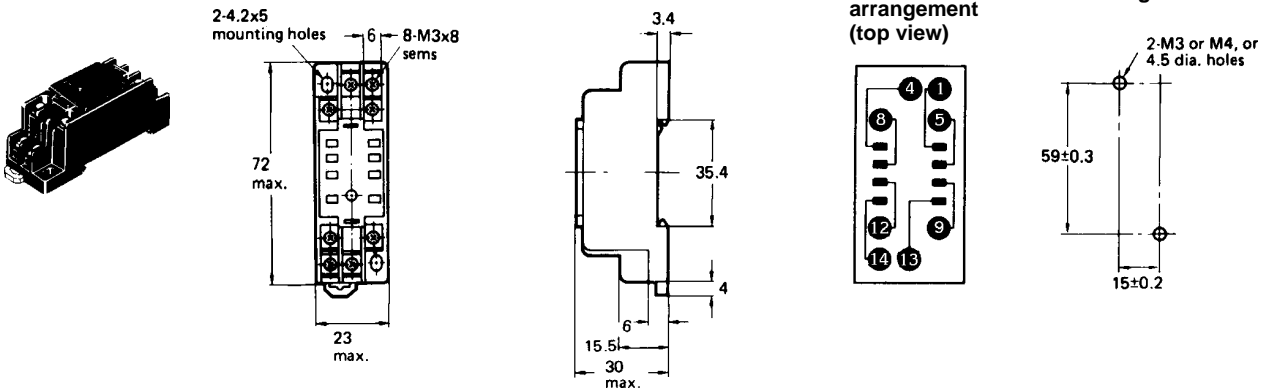 2-4.2x5
mounting holes
6
8-M3x8
sems
72
max.
23
max.
3.4
35.4
4
6
15.5
30
max.
arrangement
(top view)
4 1
8 5
12 9
14 13
2-M3 or M4, or
4.5 dia. holes
59±0.3
15±0.2